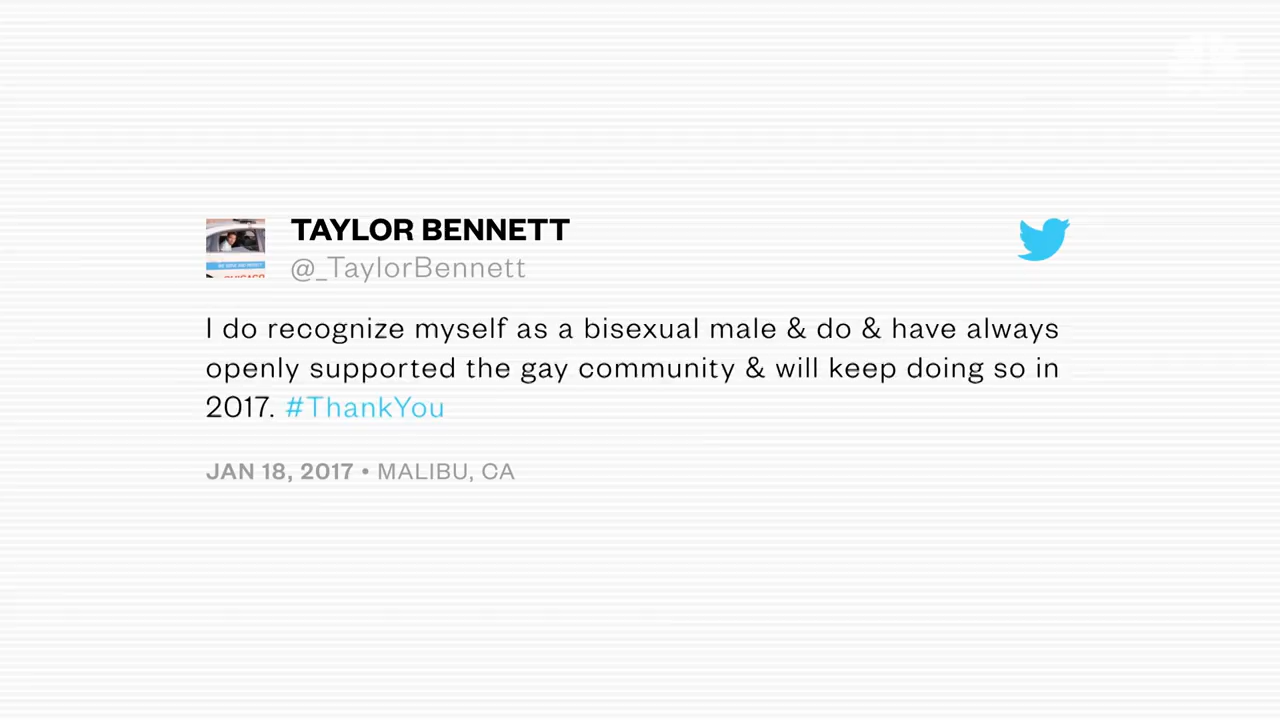 TAYLOR BENNETT
@_TaylorBennett
I do recognize myself as a bisexual male & do & have always
openly supported the gay community & will keep doing so in
2017. #ThankYou
JAN 18, 2017 • MALIBU, CA